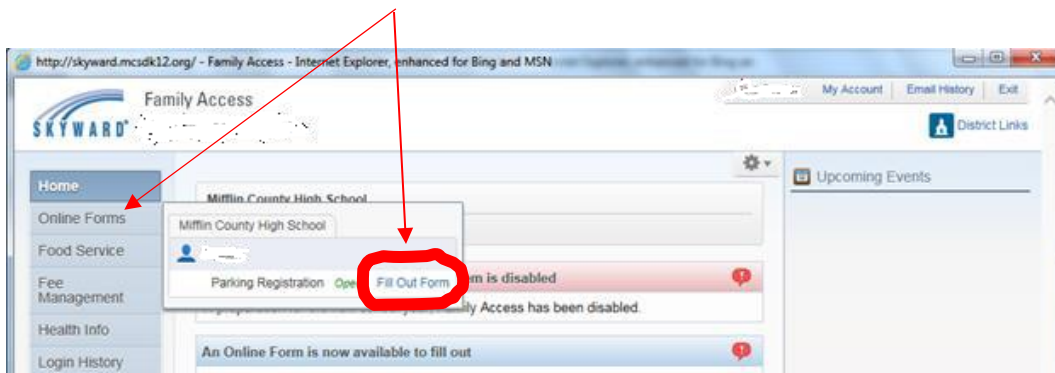 http://skyward.mcsdk12.org/ - Family Access - Internet Explorer, enhanced for Bing and MSN
Family Access
My Account Email History Exit
SKYWARD®
District Links
Home
Online Forms
Food Service
Fee
Management
Health Info
Login History
Mifflin County High School
Mifflin County High School
Parking Registration Open Fill Out Form
m is disabled
Family Access has been disabled.
An Online Form is now available to fill out
Upcoming Events